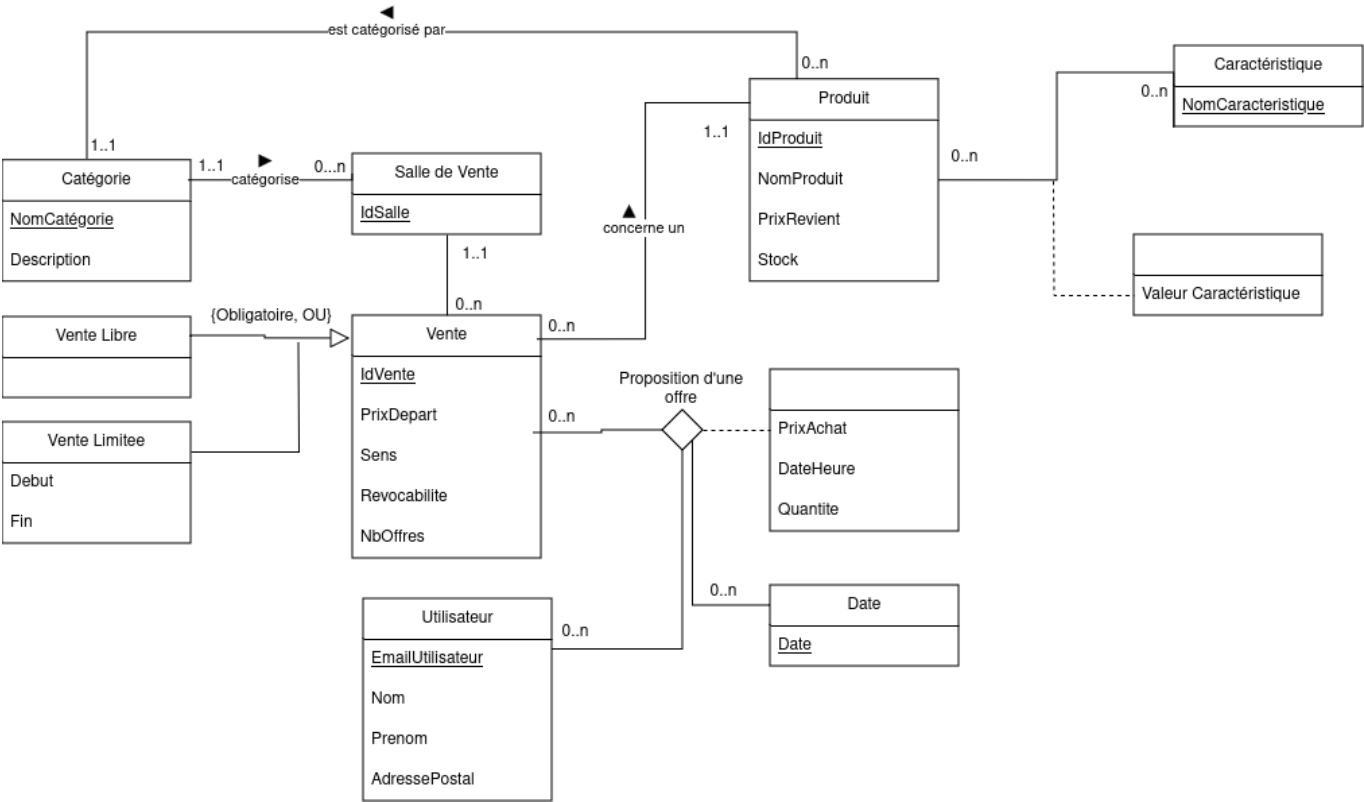 est catégorisé par
0..n
Caractéristique
NomCaracteristique
0..n
Produit
IdProduit
NomProduit
PrixRevient
Stock
1..1
0..n
1..1
Catégorie
NomCatégorie
Description
1..1
catégorise
0...n
Salle de Vente
IdSalle
concerne un
1..1
0..n
Valeur Caractéristique
{Obligatoire, OU}
Vente Libre
Vente Limitee
Debut
Fin
Vente
IdVente
PrixDepart
Sens
Revocabilite
NbOffres
0..n
0..n
Proposition d'une
offre
PrixAchat
DateHeure
Quantite
0..n
Date
Date
Utilisateur
EmailUtilisateur
Nom
Prenom
AdressePostal
0..n